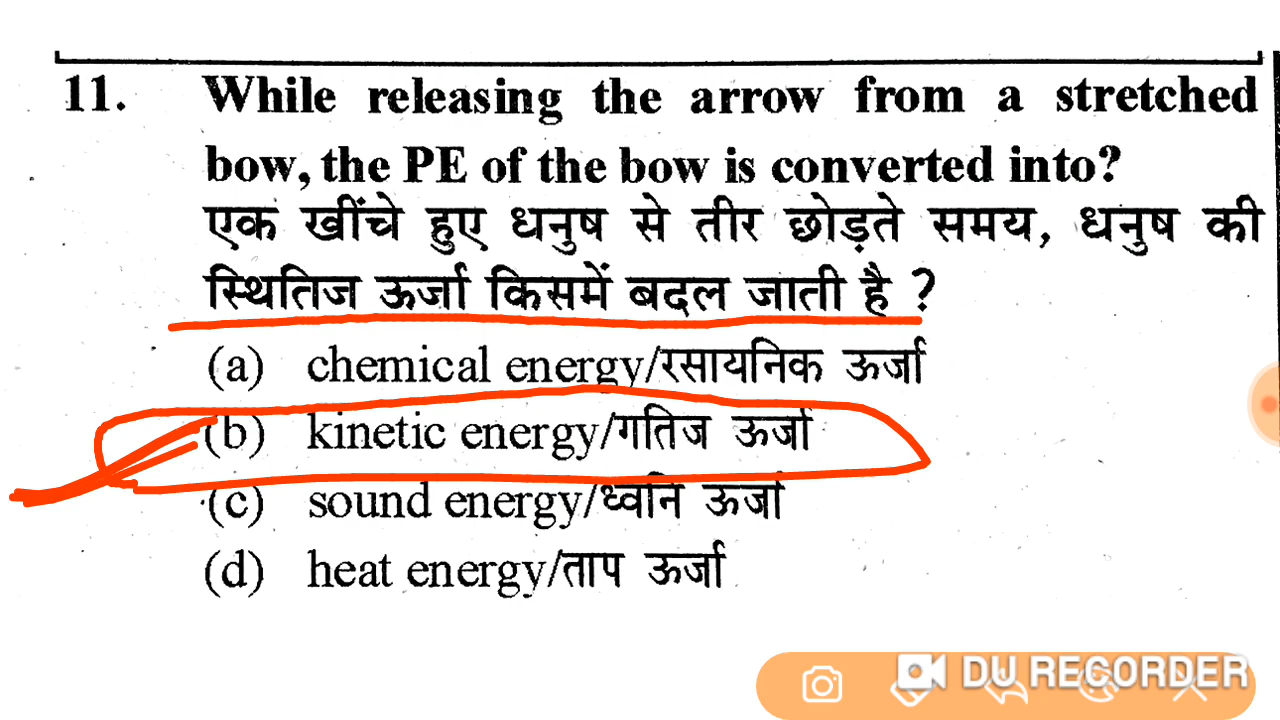 11. While releasing the arrow from a stretched
bow, the PE of the bow is converted into?
एक खींचे हुए धनुष से तीर छोड़ते समय, धनुष की
स्थितिज ऊर्जा किसमें बदल जाती है ?
(a) chemical energy/रसायनिक ऊर्जा
(b) kinetic energy/गतिज ऊर्जा
(c) sound energy/ध्वनि ऊर्जा
(d) heat energy/ताप ऊर्जा
DU RECORDER